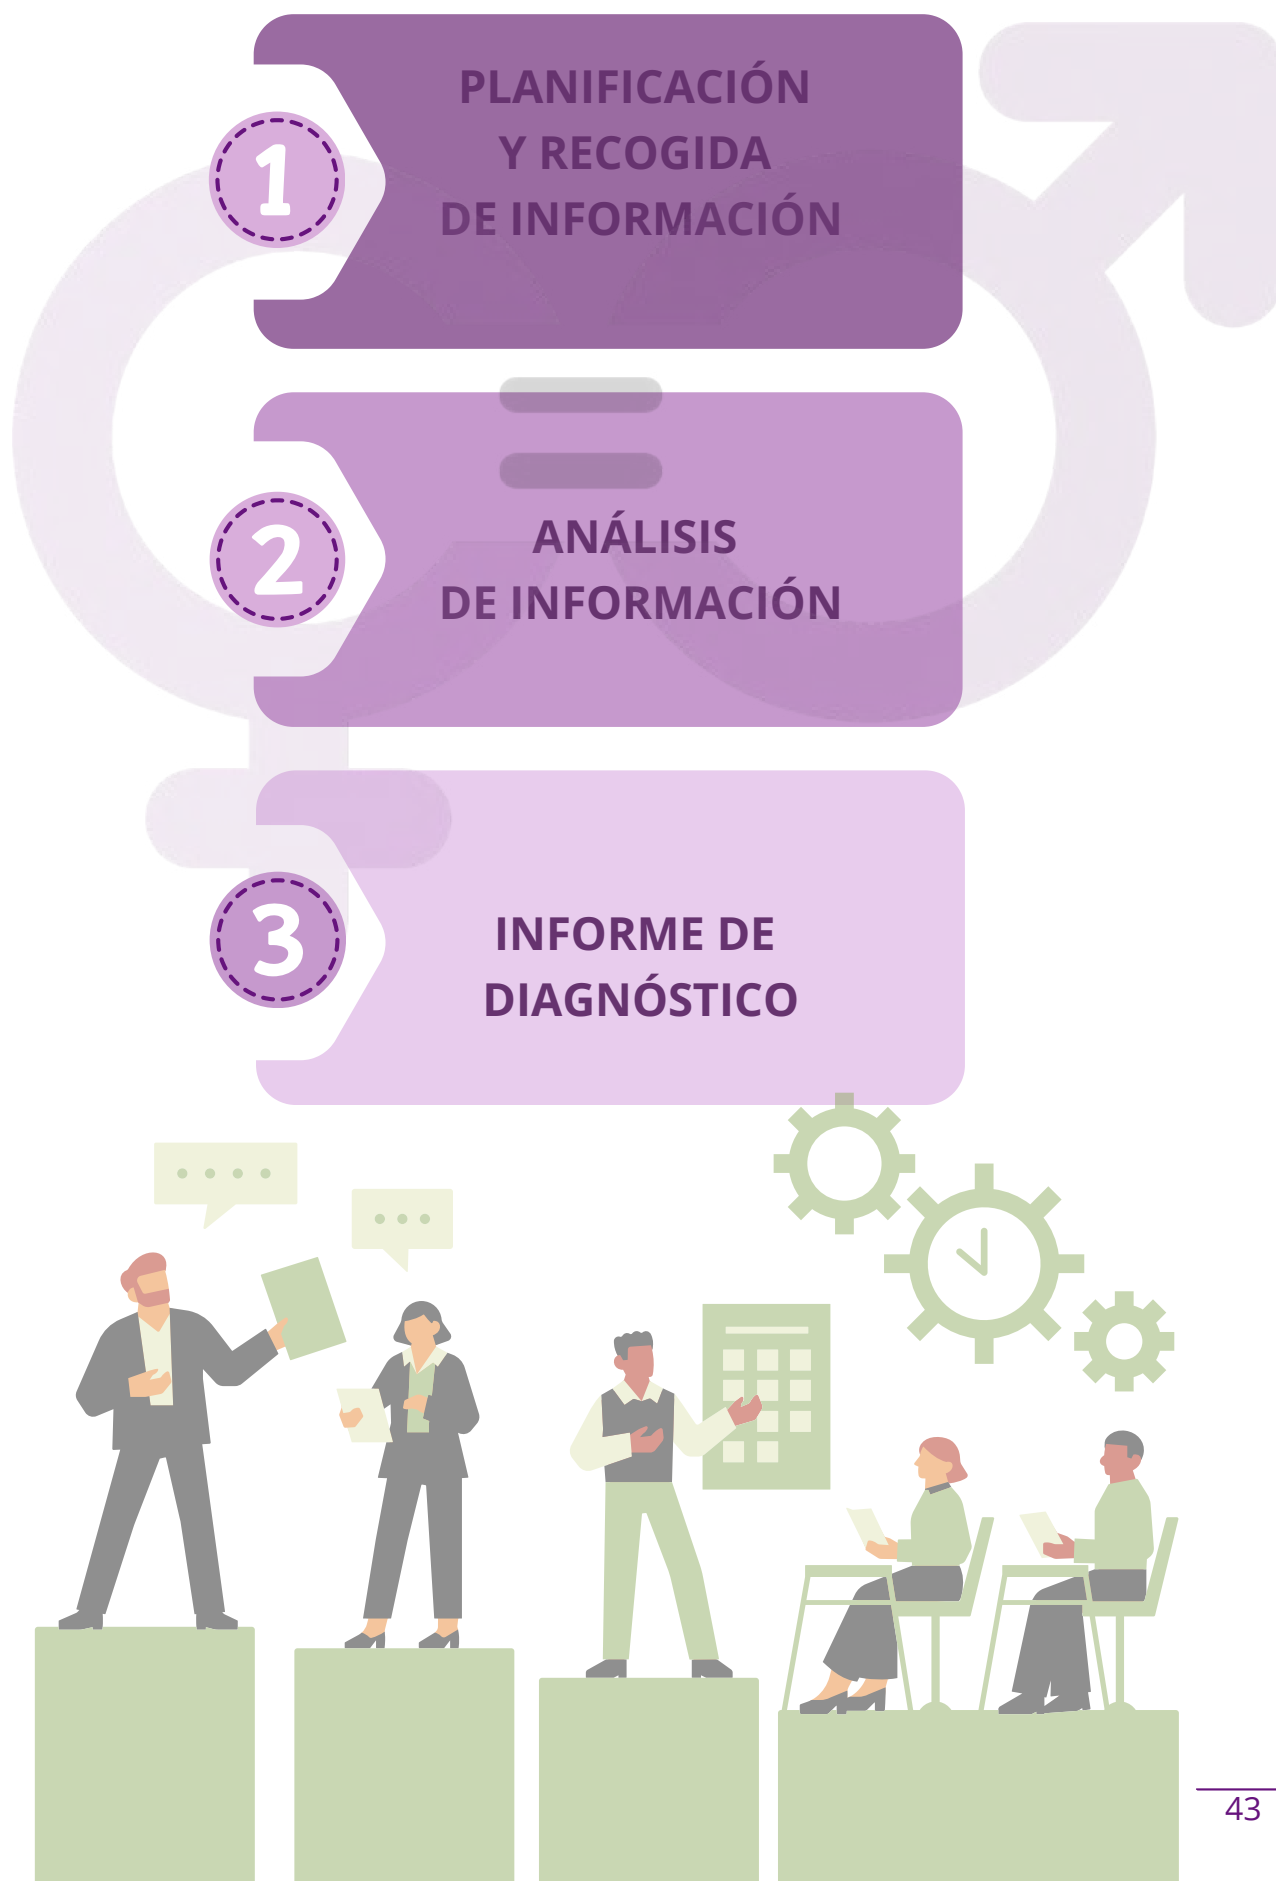 1
PLANIFICACIÓN
Y RECOGIDA
DE INFORMACIÓN
2
ANÁLISIS
DE INFORMACIÓN
3
INFORME DE
DIAGNÓSTICO
43